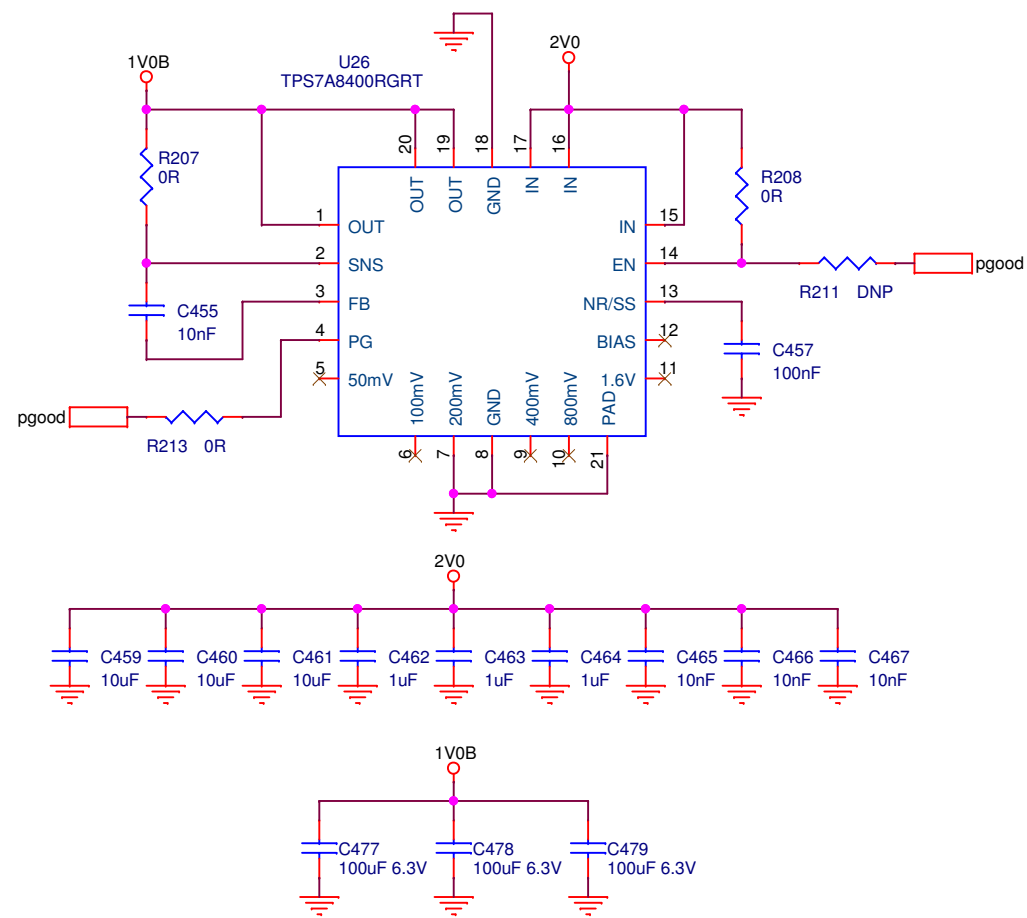 2V0
1V0B
U26
TPS7A8400RGRT
20
19
18
17
16
R207
0R
R208
0R
OUT
OUT
GND
IN
IN
1
OUT
IN
15
2
SNS
EN
14
pgood
3
FB
NR/SS
13
R211 DNP
C455
10nF
4
PG
BIAS
12
C457
100nF
5
50mV
1.6V
11
100mV
200mV
GND
400mV
800mV
PAD
pgood
R213 0R
6
7
8
9
10
21
2V0
C459
10uF
C460
10uF
C461
10uF
C462
1uF
C463
1uF
C464
1uF
C465
10nF
C466
10nF
C467
10nF
1V0B
C477
100uF 6.3V
C478
100uF 6.3V
C479
100uF 6.3V